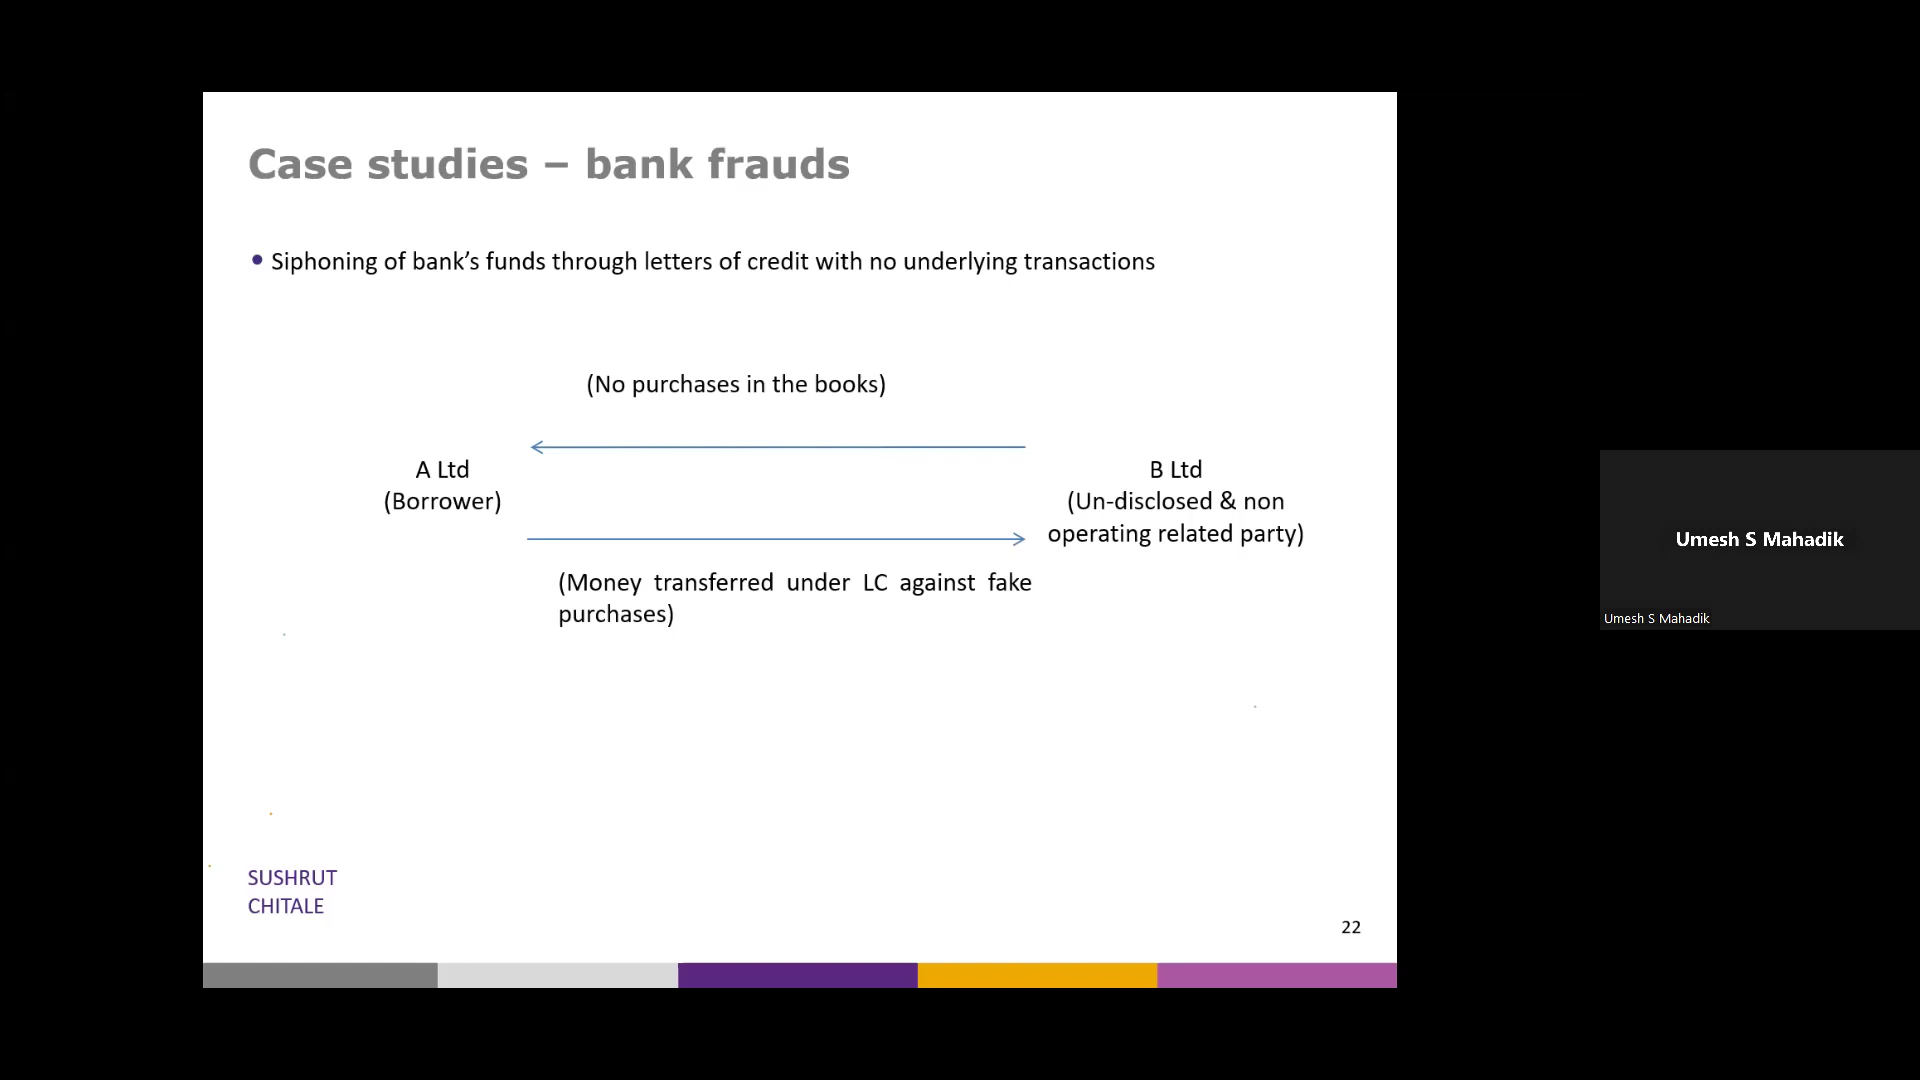 Case studies – bank frauds
• Siphoning of bank’s funds through letters of credit with no underlying transactions
(No purchases in the books)
A Ltd
(Borrower)
B Ltd
(Un-disclosed & non
operating related party)
(Money transferred under LC against fake
purchases)
SUSHRUT
CHITALE
22
Umesh S Mahadik
Umesh S Mahadik